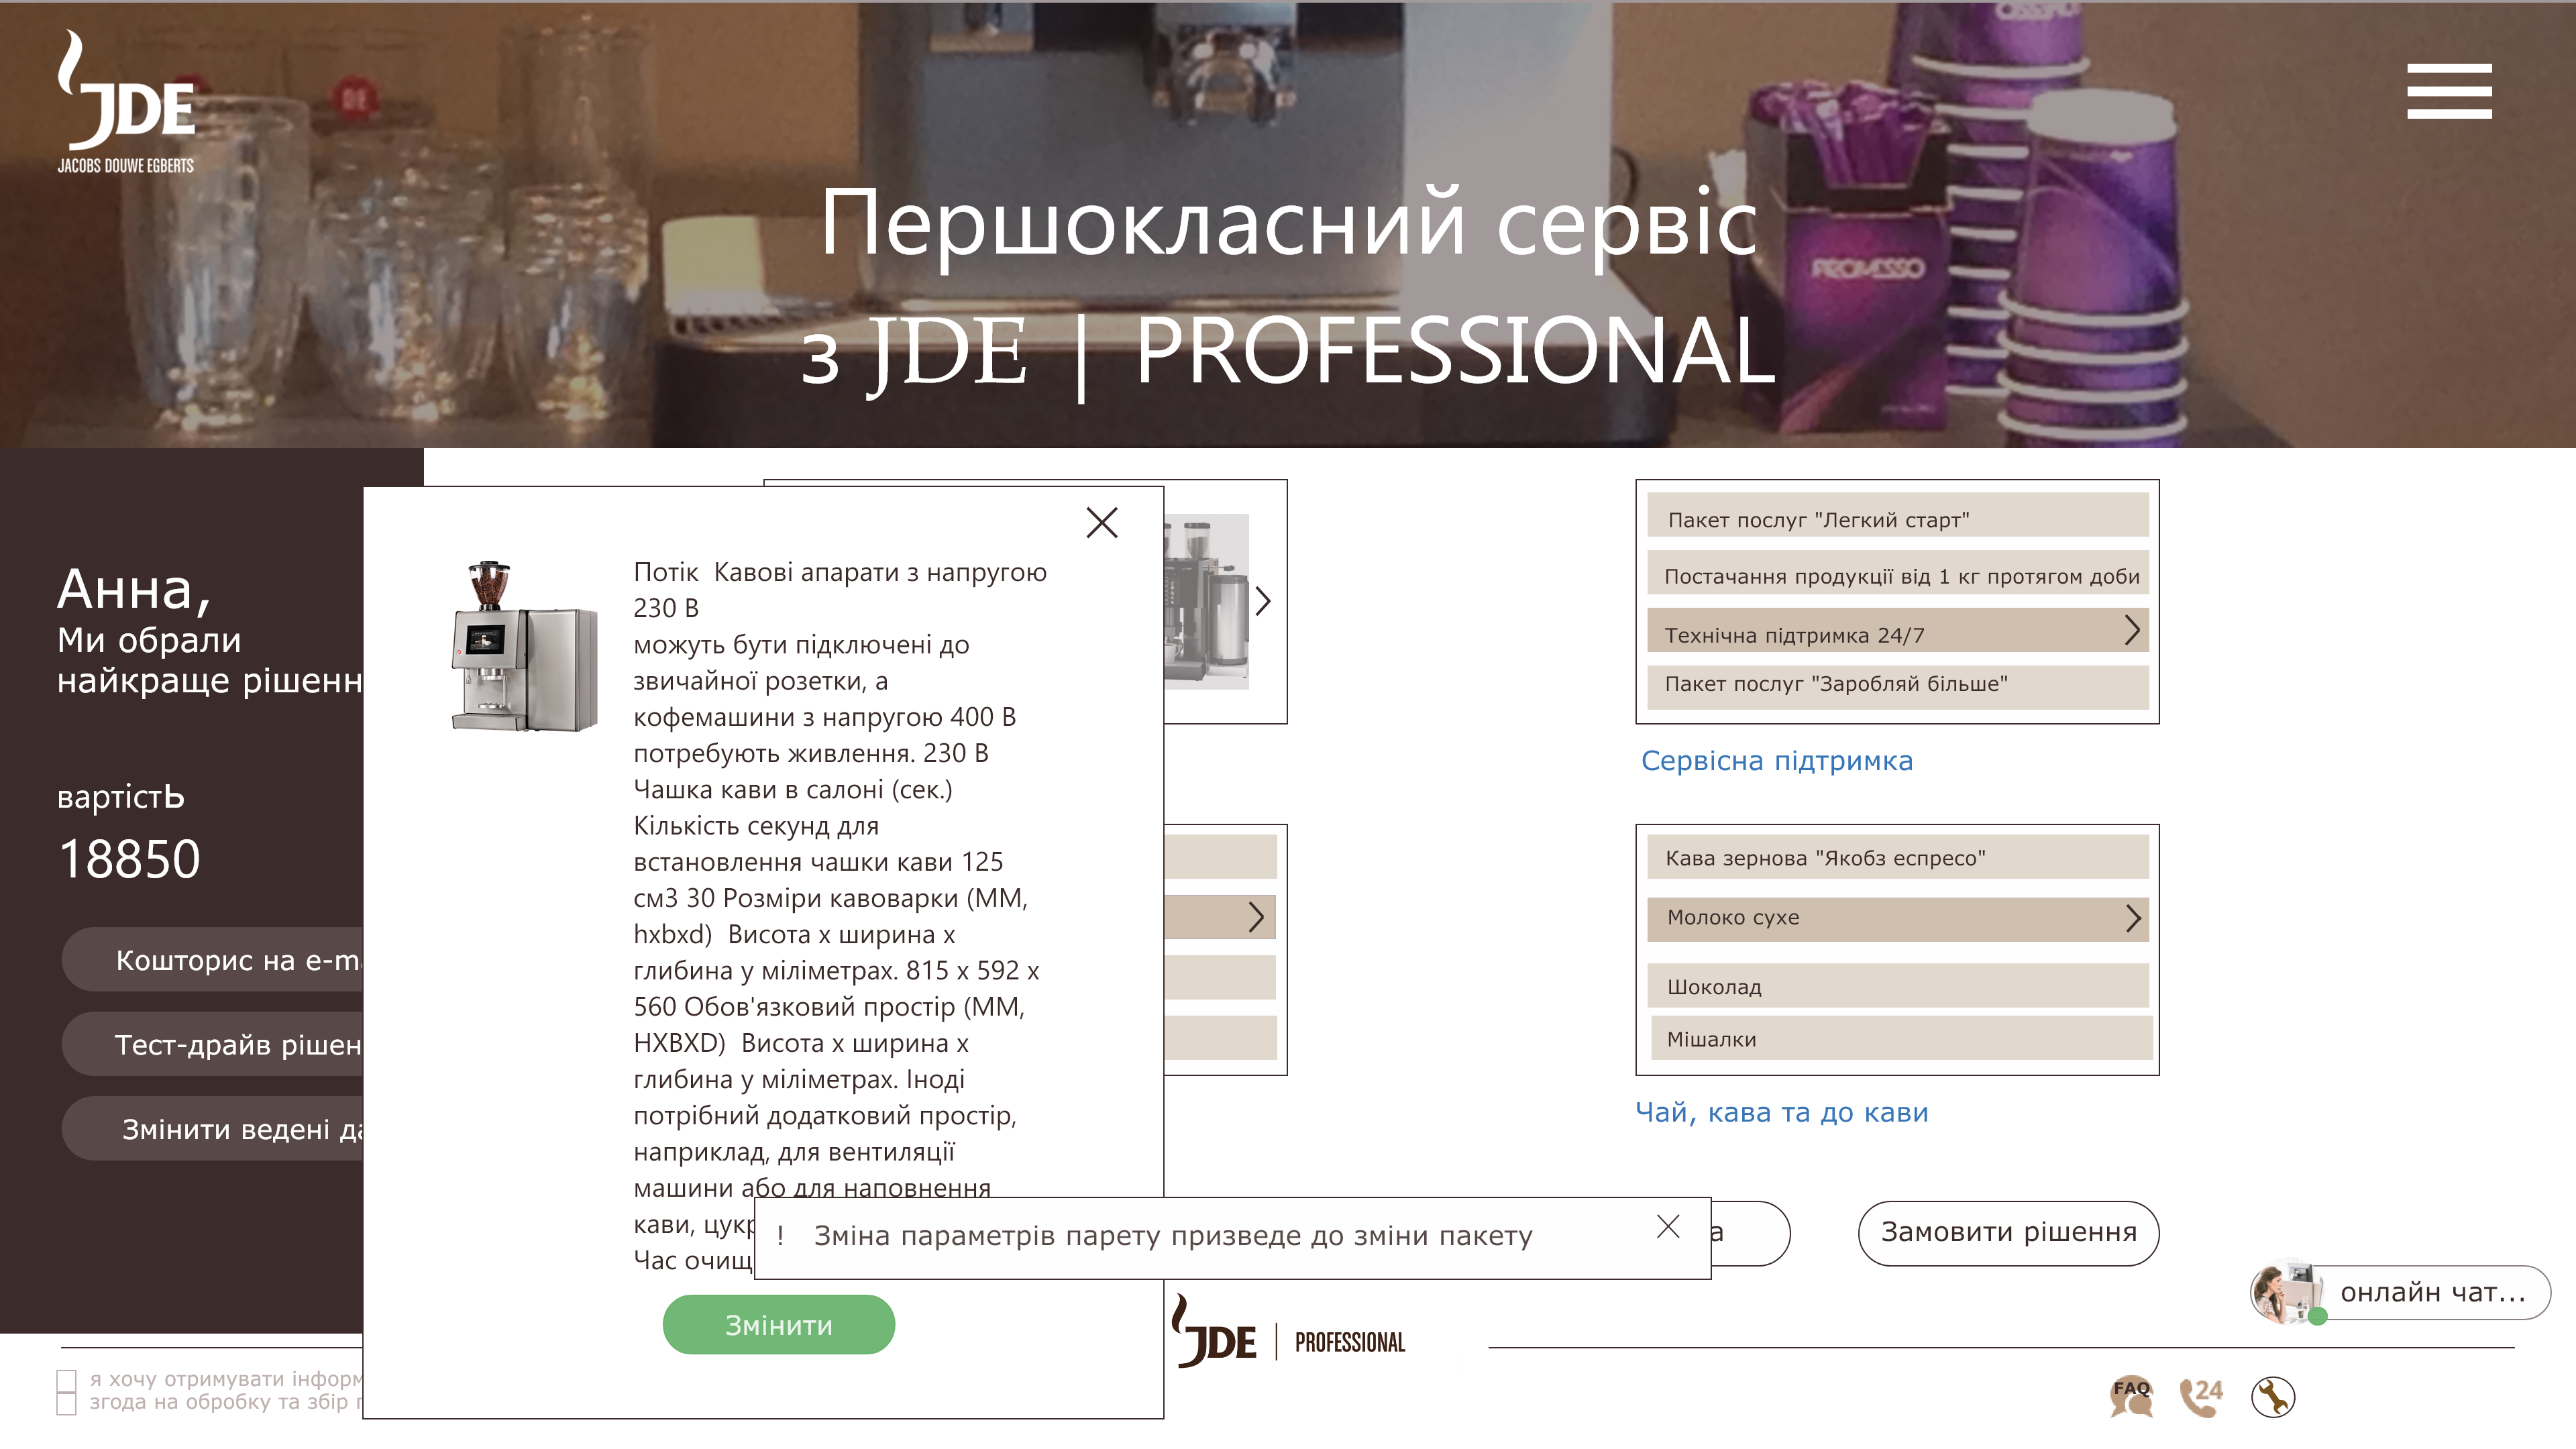 JDE
JACOBS DOUWE EGBERTS
Першокласний сервіс
з JDE | PROFESSIONAL
PROMESSO
Анна,
Ми обрали
найкраще рішенн
вартість
18850
Кошторис на e-ma
Тест-драйв рішен
Змінити ведені да
Потік  Кавові апарати з напругою
230 В
можуть бути підключені до
звичайної розетки, а
кофемашини з напругою 400 В
потребують живлення. 230 В
Чашка кави в салоні (сек.)
Кількість секунд для
встановлення чашки кави 125
см3 30 Розміри кавоварки (ММ,
hxbxd)  Висота х ширина х
глибина у міліметрах. 815 x 592 x
560 Обов'язковий простір (ММ,
HXBXD)  Висота х ширина х
глибина у міліметрах. Іноді
потрібний додатковий простір,
наприклад, для вентиляції
машини або для наповнення
кави, цукр
Час очищ
Змінити
Пакет послуг "Легкий старт"
Постачання продукції від 1 кг протягом доби
Технічна підтримка 24/7
Пакет послуг "Заробляй більше"
Сервісна підтримка
Кава зернова "Якобз еспресо"
Молоко сухе
Шоколад
Мішалки
Чай, кава та до кави
! Зміна параметрів парету призведе до зміни пакету
а
Замовити рішення
онлайн чат...
JDE | PROFESSIONAL
я хочу отримувати інформ
згода на обробку та збір п
FAQ
24